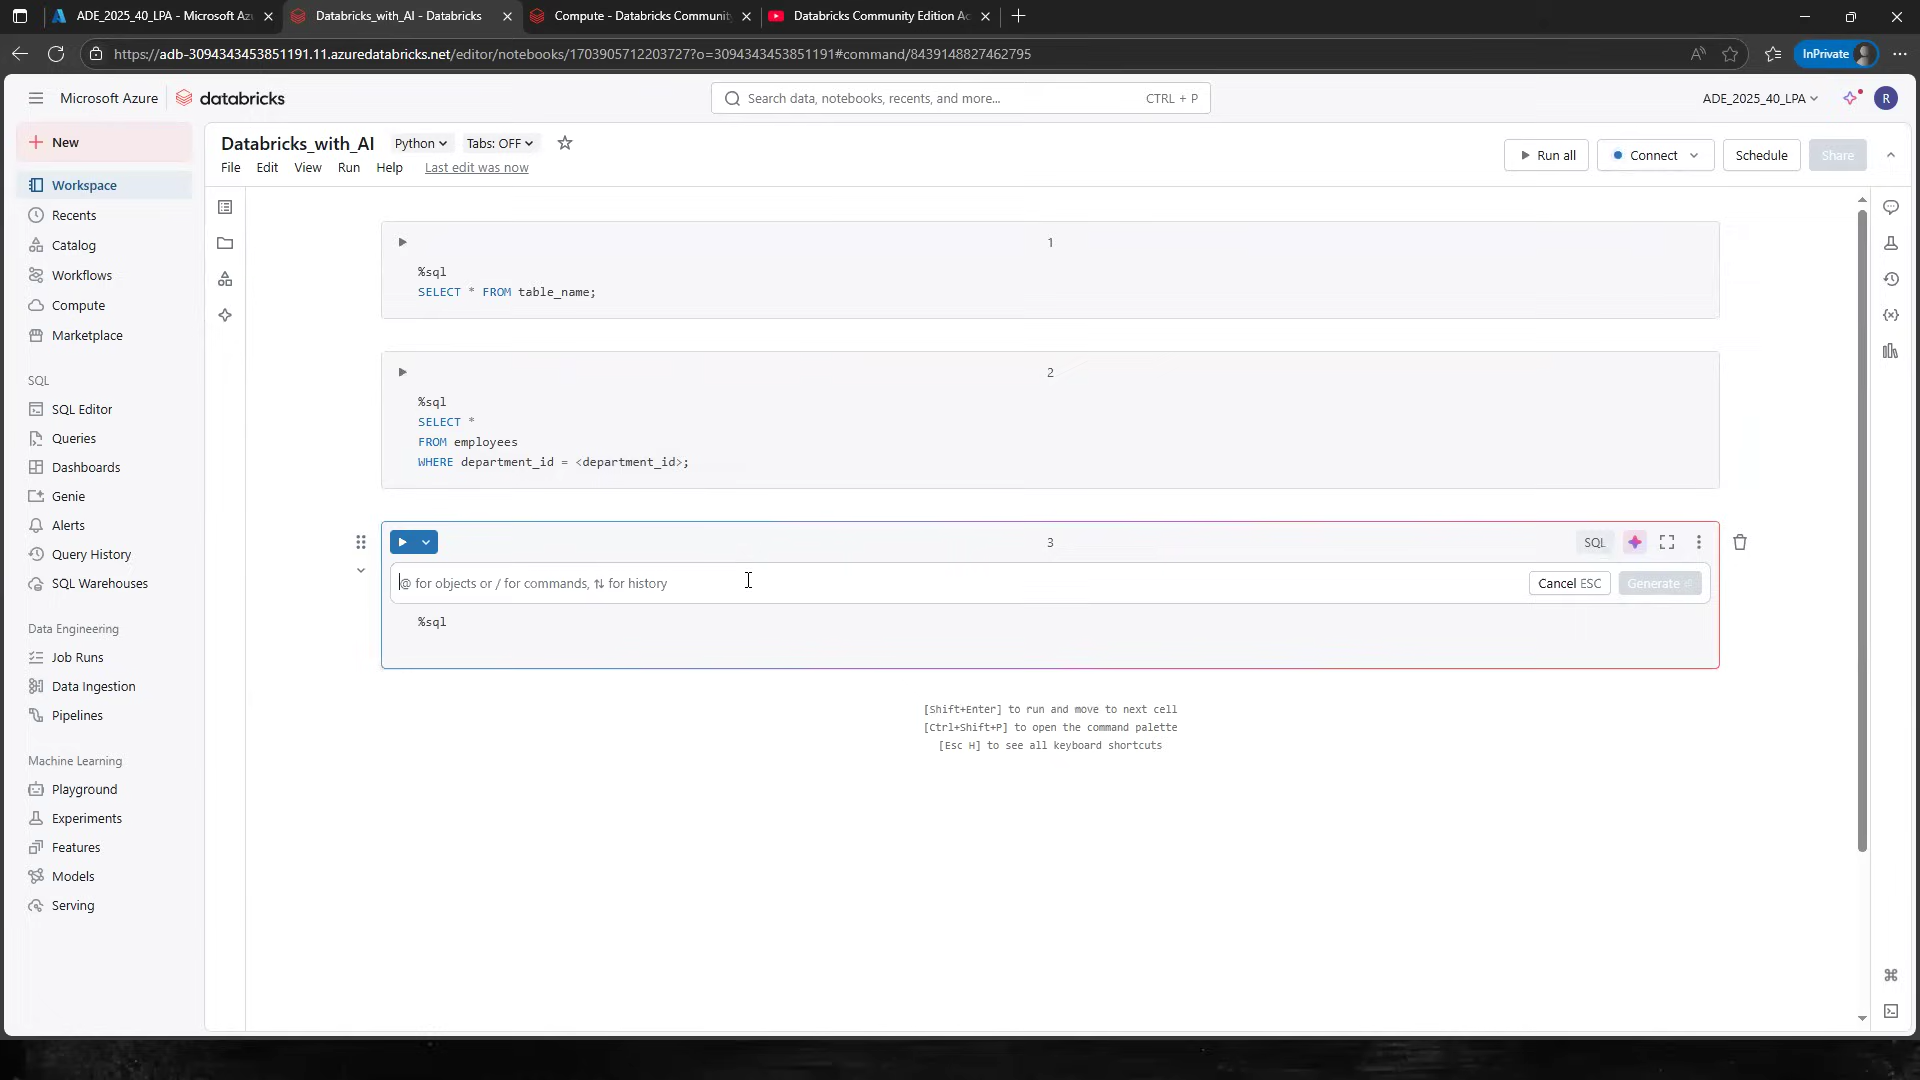 ADE_2025_40_LPA - Microsoft Az
Databricks_with_AI - Databricks
Compute - Databricks Communit
Databricks Community Edition Ac
https://adb-3094343453851191.11.azuredatabricks.net/editor/notebooks/1703905712203727?o=3094343453851191#command/8439148827462795
InPrivate
Microsoft Azure
databricks
Search data, notebooks, recents, and more...
CTRL + P
ADE_2025_40_LPA
R
New
Workspace
Recents
Catalog
Workflows
Compute
Marketplace
SQL
SQL Editor
Queries
Dashboards
Genie
Alerts
Query History
SQL Warehouses
Data Engineering
Job Runs
Data Ingestion
Pipelines
Machine Learning
Playground
Experiments
Features
Models
Serving
Databricks_with_AI
Python
Tabs: OFF
File Edit View Run Help Last edit was now
Run all
Connect
Schedule
Share
1
%sql
SELECT * FROM table_name;
2
%sql
SELECT *
FROM employees
WHERE department_id = <department_id>;
3
SQL
@ for objects or / for commands, ⇅ for history
Cancel ESC
Generate
%sql
[Shift+Enter] to run and move to next cell
[Ctrl+Shift+P] to open the command palette
[Esc H] to see all keyboard shortcuts